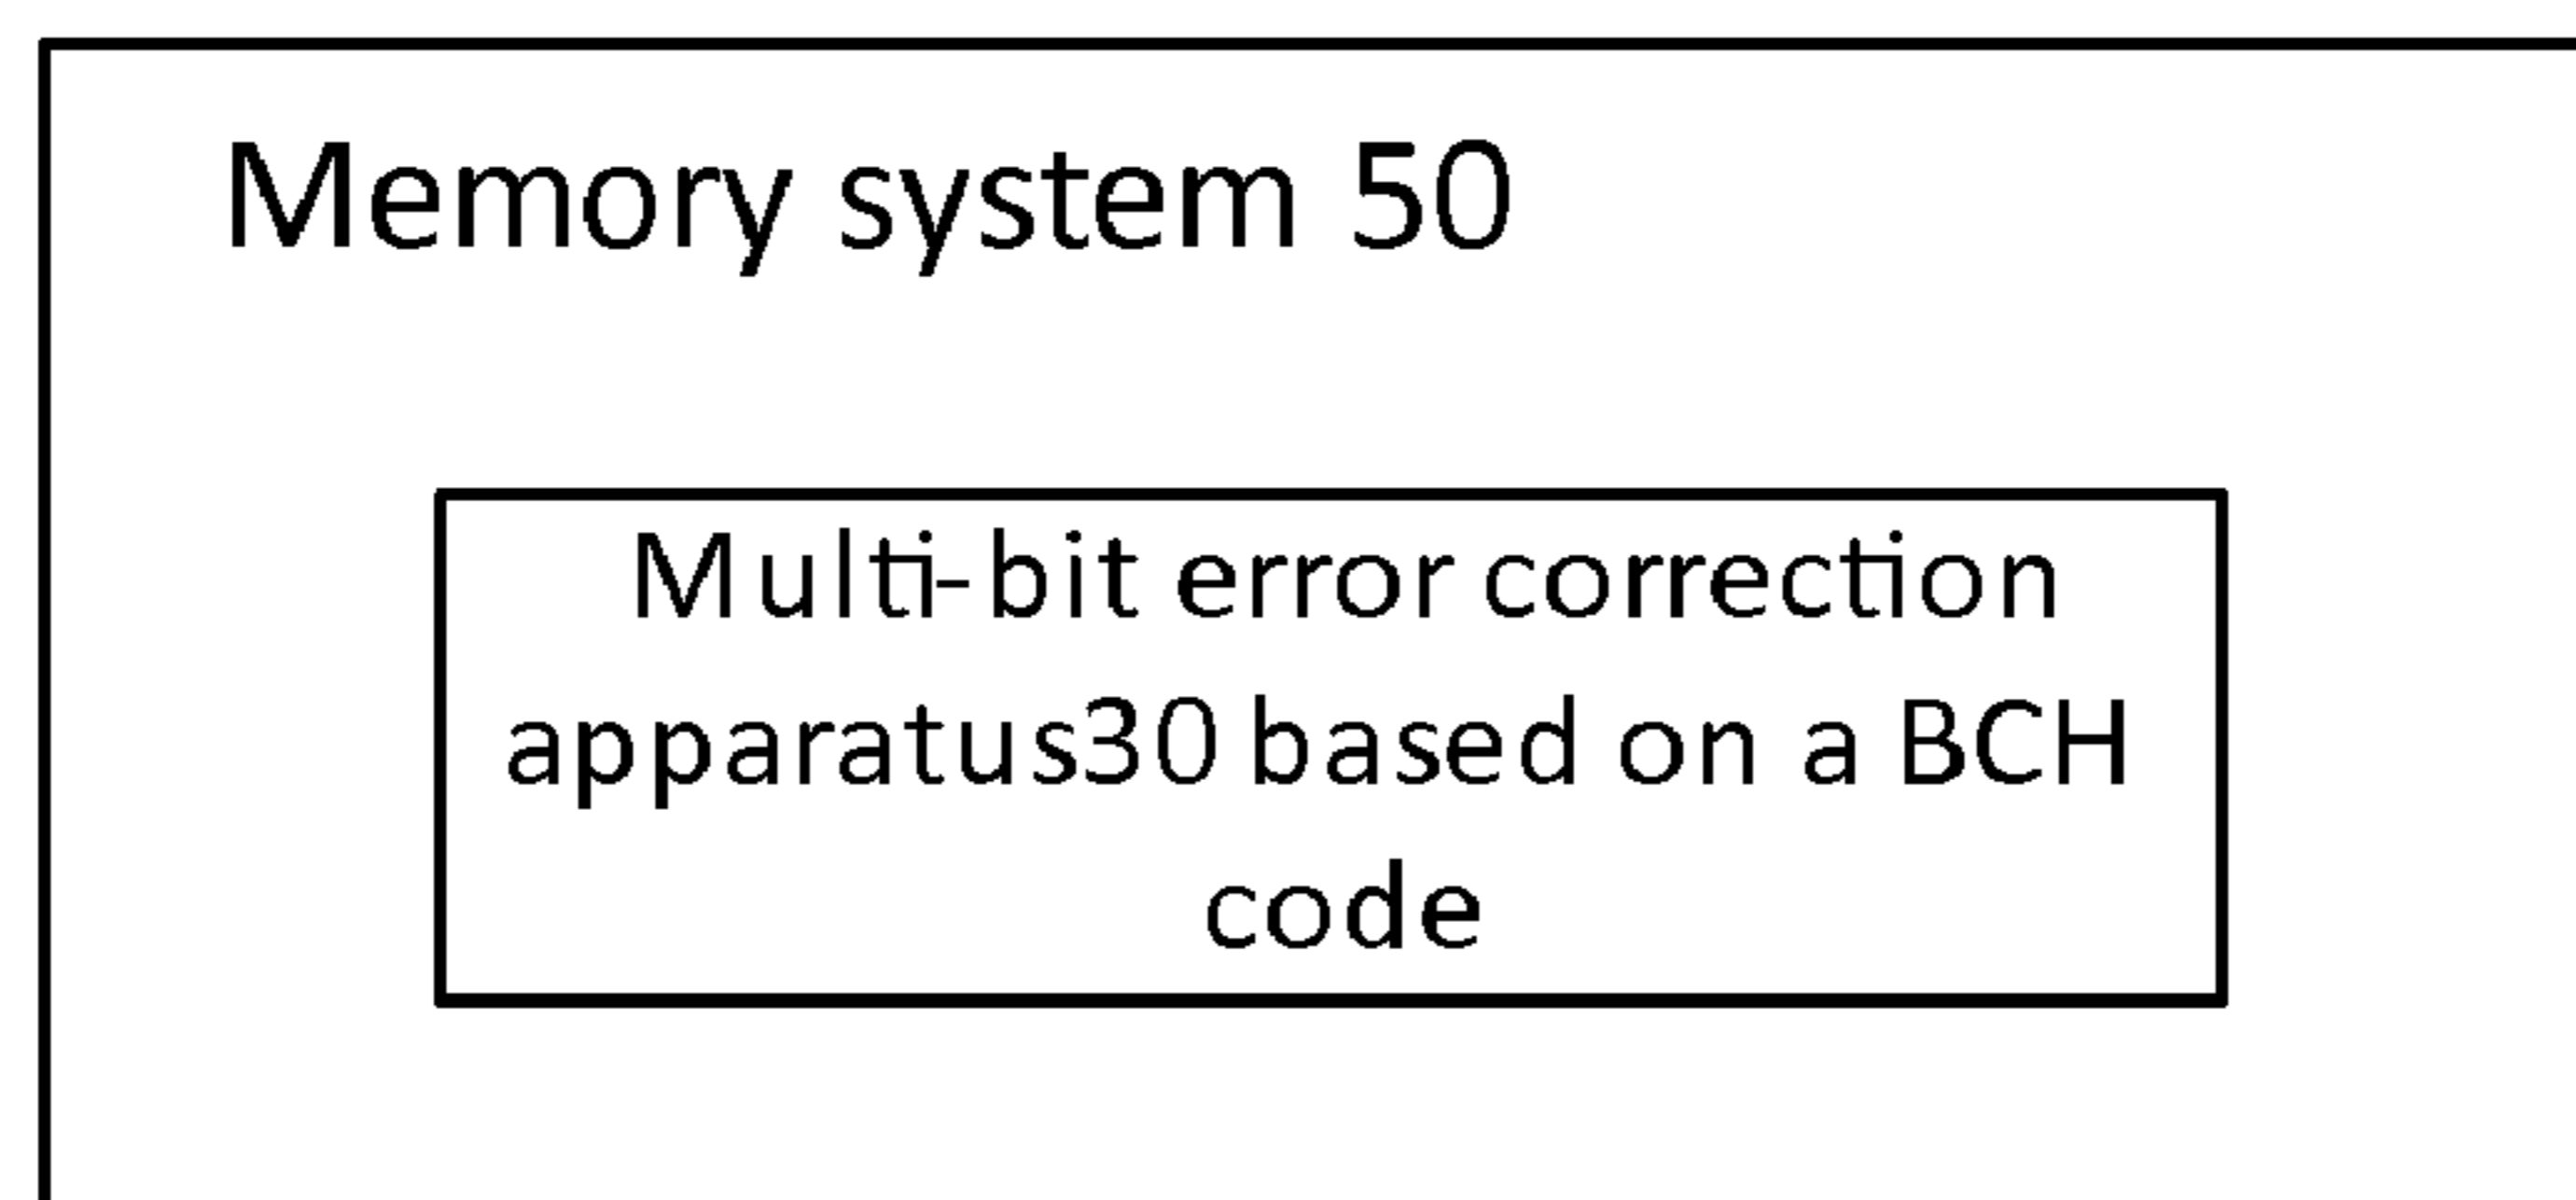 Memory system 50
Multi-bit error correction
apparatus30 based on a BCH
code